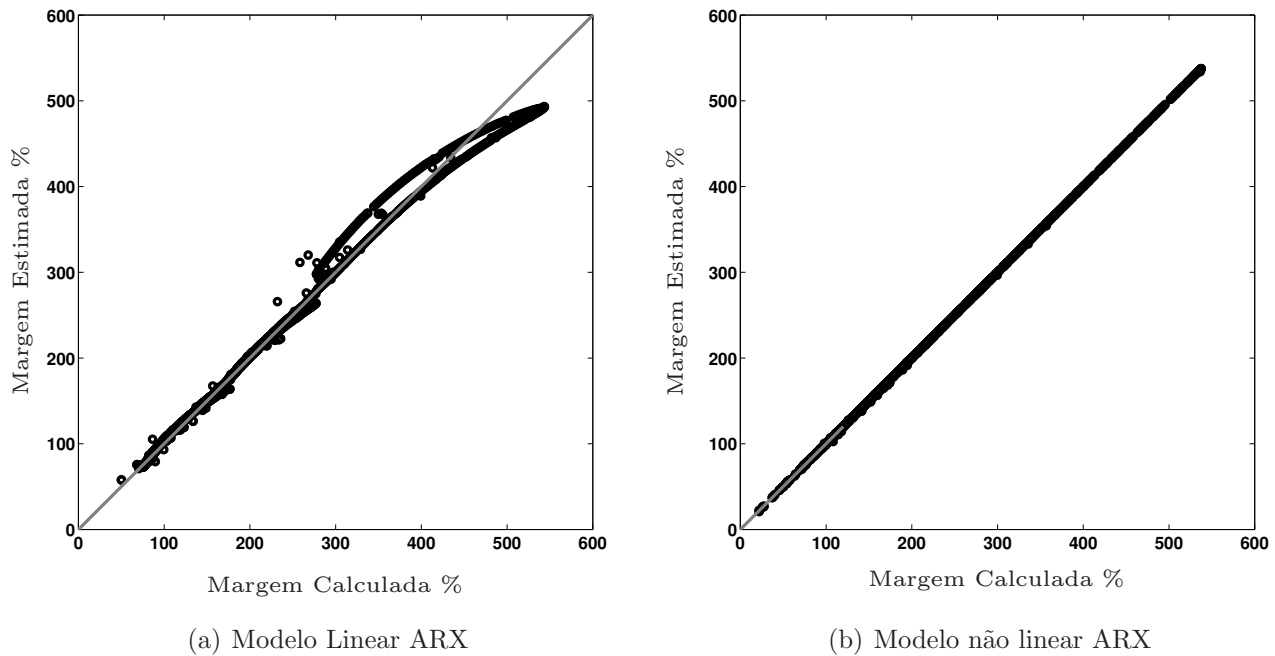 600
500
400
300
200
100
0
0 100 200 300 400 500 600
Margem Estimada %
Margem Calculada %
(a) Modelo Linear ARX
600
500
400
300
200
100
0
0 100 200 300 400 500 600
Margem Estimada %
Margem Calculada %
(b) Modelo não linear ARX